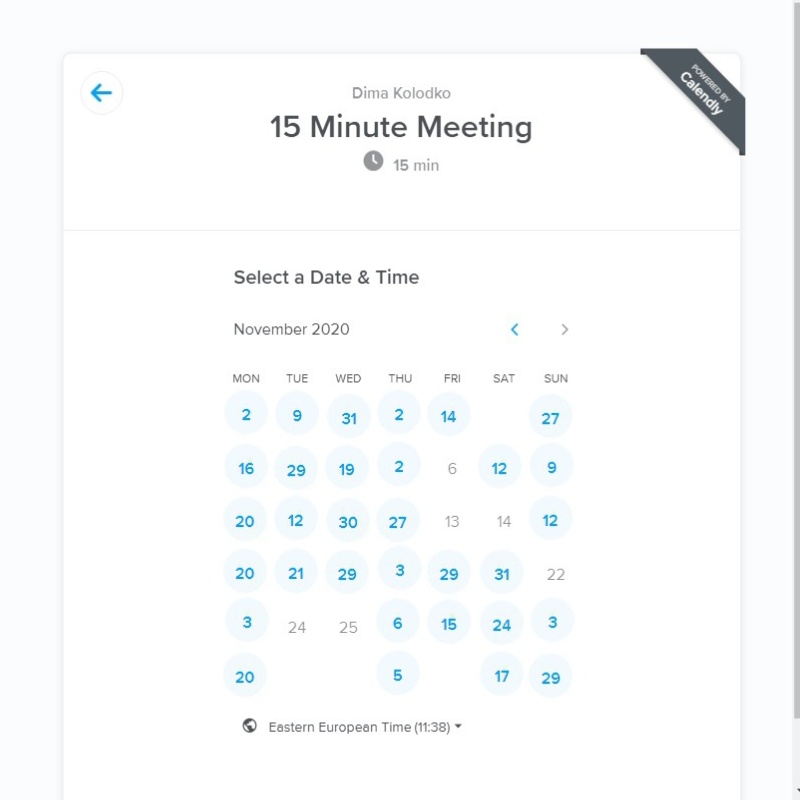 POWERED BY
Calendly
Dima Kolodko
15 Minute Meeting
15 min
Select a Date & Time
November 2020
MON TUE WED THU FRI SAT SUN
2 9 31 2 14 27
16 29 19 2 6 12 9
20 12 30 27 13 14 12
20 21 29 3 29 31 22
3 24 25 6 15 24 3
20 5 17 29
Eastern European Time (11:38)